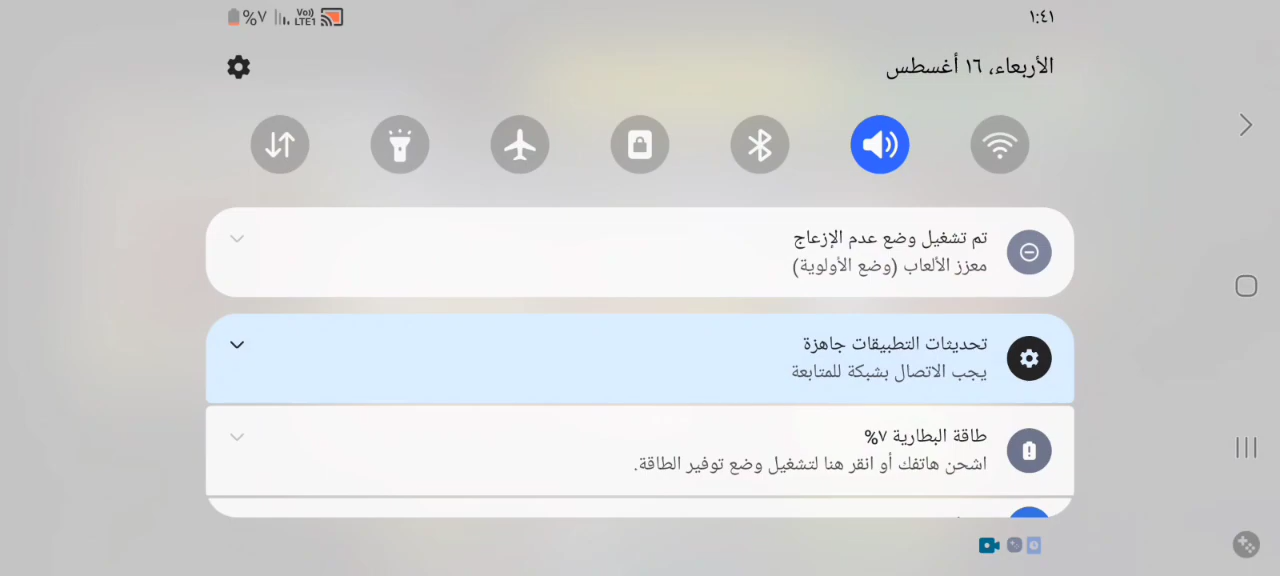 ١:٤١
%٧
Vo))
LTE1
الأربعاء، ١٦ أغسطس
تم تشغيل وضع عدم الإزعاج
معزز الألعاب (وضع الأولوية)
تحديثات التطبيقات جاهزة
يجب الاتصال بشبكة للمتابعة
طاقة البطارية ٧%
اشحن هاتفك أو انقر هنا لتشغيل وضع توفير الطاقة.